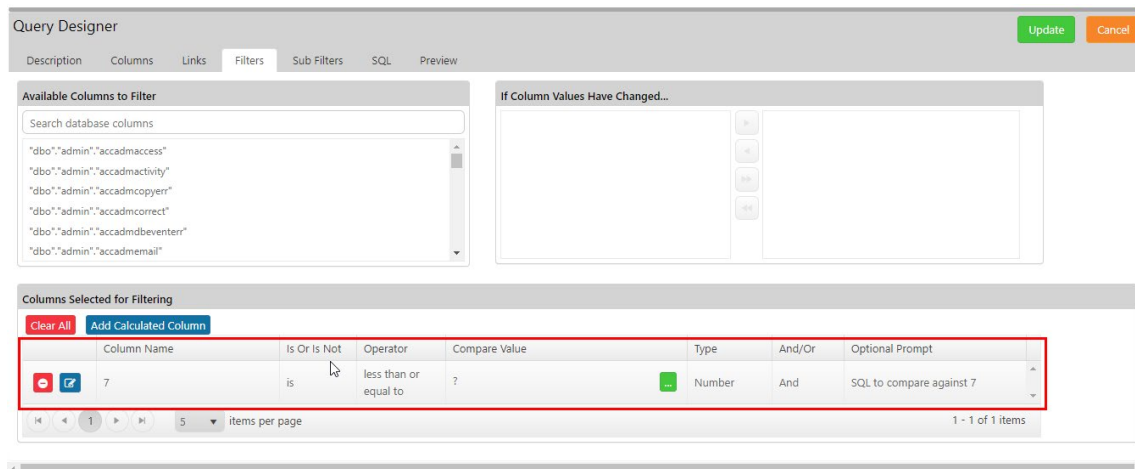 Query Designer
Update
Cancel
Description Columns Links Filters Sub Filters SQL Preview
Available Columns to Filter
Search database columns
"dbo"."admin"."accadmaccess"
"dbo"."admin"."accadmactivity"
"dbo"."admin"."accadmcopyerr"
"dbo"."admin"."accadmcorrect"
"dbo"."admin"."accadmdbeventerr"
"dbo"."admin"."accadmemail"
If Column Values Have Changed...
Columns Selected for Filtering
Clear All Add Calculated Column
Column Name Is Or Is Not Operator Compare Value Type And/Or Optional Prompt
7 is less than or equal to ? ... Number And SQL to compare against 7
1 5 items per page 1 - 1 of 1 items